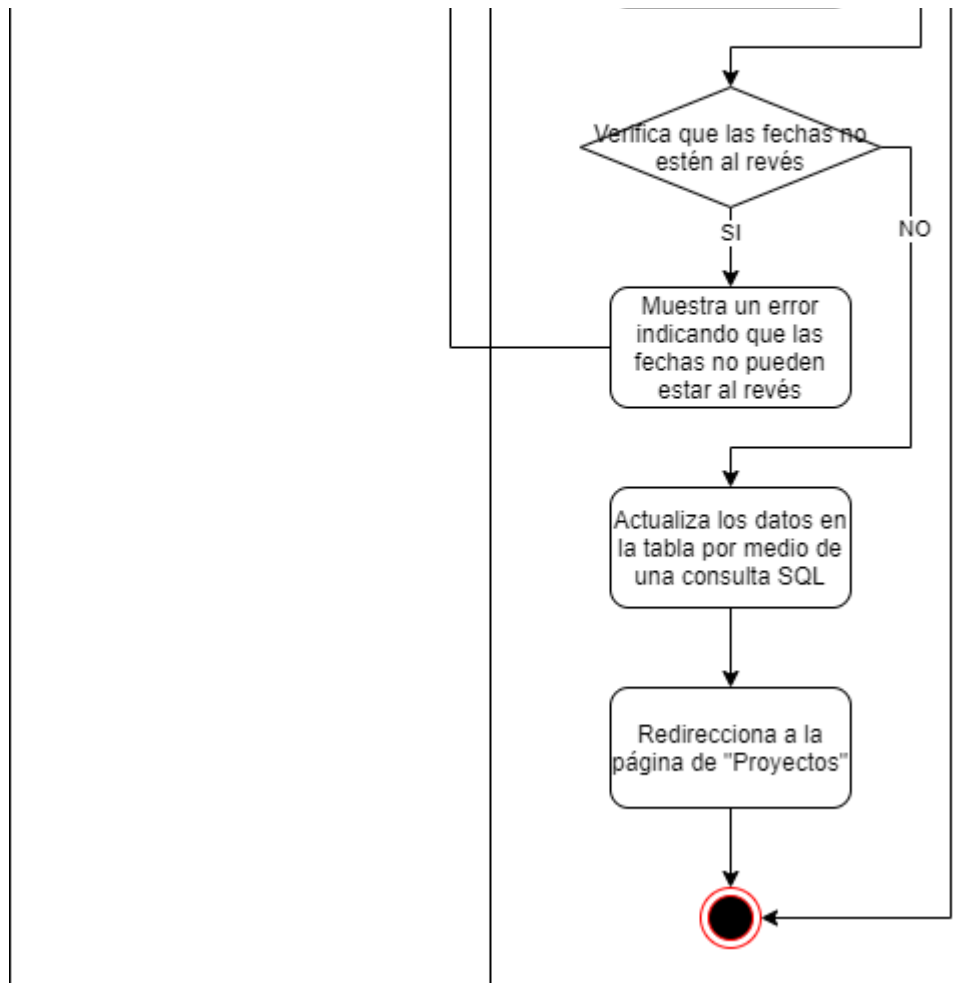 Verifica que las fechas no
estén al revés
SI
NO
Muestra un error
indicando que las
fechas no pueden
estar al revés
Actualiza los datos en
la tabla por medio de
una consulta SQL
Redirecciona a la
página de "Proyectos"